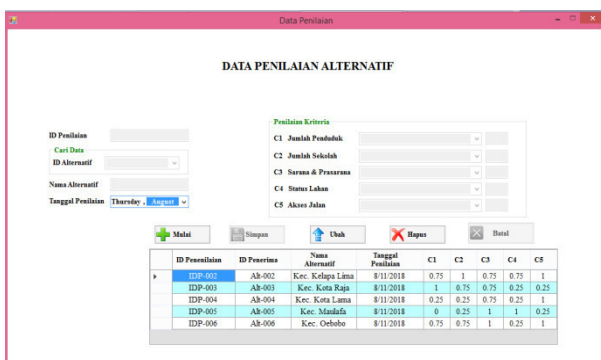 Data Penilaian
DATA PENILAIAN ALTERNATIF
ID Penilaian
Cari Data
ID Alternatif
Nama Alternatif
Tanggal Penilaian Thursday , August
Penilaian Kriteria
C1 Jumlah Penduduk
C2 Jumlah Sekolah
C3 Sarana & Prasarana
C4 Status Lahan
C5 Akses Jalan
Mulai Simpan Ubah Hapus Batal
ID Penenilaian ID Penerima Nama Alternatif Tanggal Penilaian C1 C2 C3 C4 C5
IDP-002 Alt-002 Kec. Kelapa Lima 8/11/2018 0.75 1 0.75 0.75 1
IDP-003 Alt-003 Kec. Kota Raja 8/11/2018 1 0.75 0.75 0.25 0.25
IDP-004 Alt-004 Kec. Kota Lama 8/11/2018 0.25 0.25 0.75 0.25 1
IDP-005 Alt-005 Kec. Maulafa 8/11/2018 0 0.25 1 1 0.25
IDP-006 Alt-006 Kec. Oebobo 8/11/2018 0.75 0.75 1 0.25 1